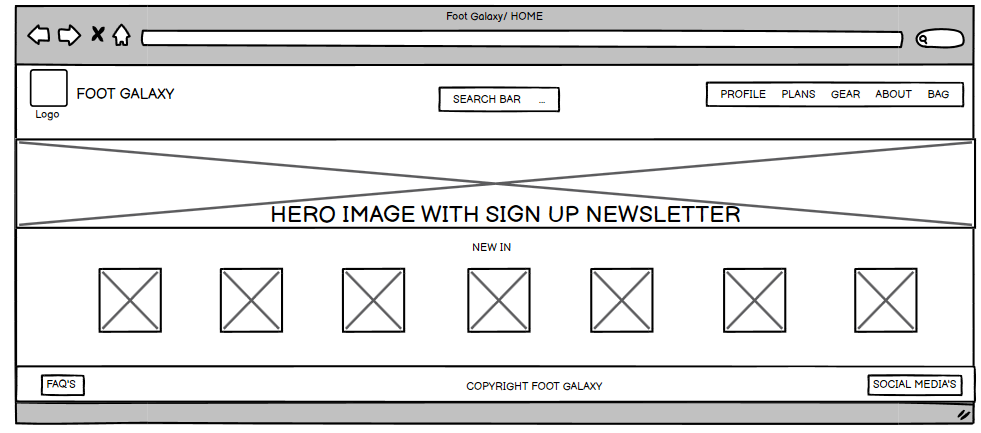 Foot Galaxy/ HOME
FOOT GALAXY
Logo
SEARCH BAR ...
PROFILE PLANS GEAR ABOUT BAG
HERO IMAGE WITH SIGN UP NEWSLETTER
NEW IN
FAQ'S
COPYRIGHT FOOT GALAXY
SOCIAL MEDIA'S